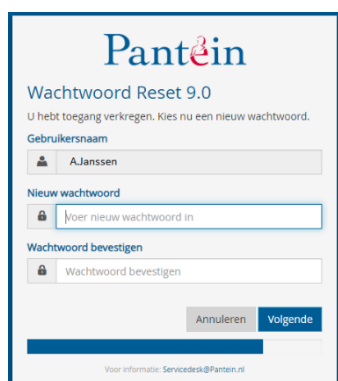 Pantein
Wachtwoord Reset 9.0
U hebt toegang verkregen. Kies nu een nieuw wachtwoord.
Gebruikersnaam
A.Janssen
Nieuw wachtwoord
Voer nieuw wachtwoord in
Wachtwoord bevestigen
Wachtwoord bevestigen
Annuleren Volgende
Voor informatie: Servicedesk@Pantein.nl